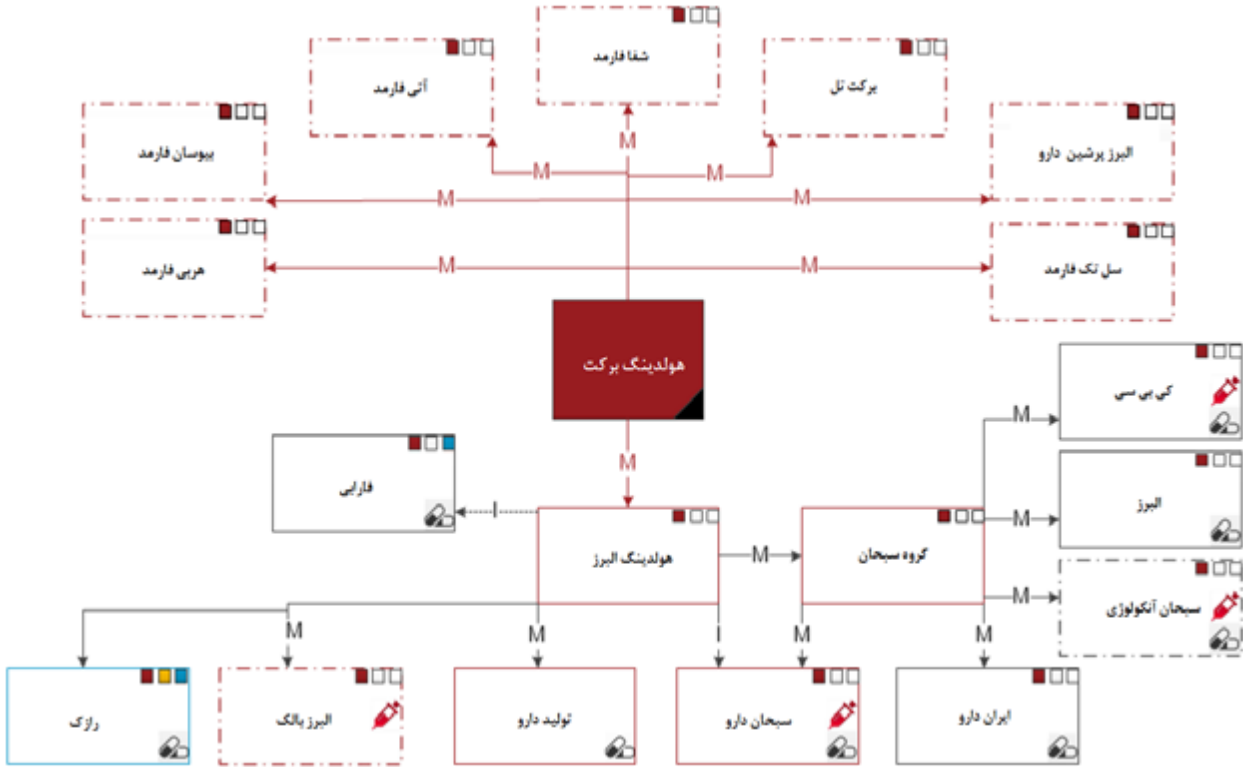 شفا فارمد
آتی فارمد
برکت تل
بیوسان فارمد
البرز پرشین دارو
هربی فارمد
سل تک فارمد
M
M
M
M
M
M
M
هولدینگ برکت
M
کی بی سی
فارابی
البرز
I
هولدینگ البرز
M
گروه سبحان
M
M
M
سبحان آنکولوژی
M
M
I
M
M
رازک
البرز بالک
تولید دارو
سبحان دارو
ایران دارو